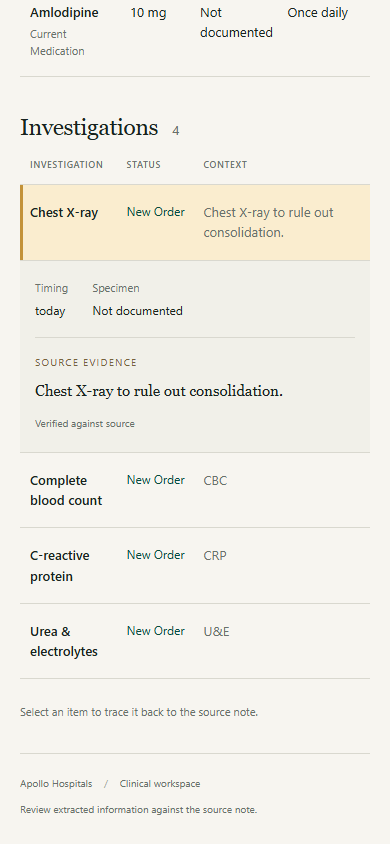 Amlodipine 10 mg Not documented Once daily
Current Medication
Investigations 4
INVESTIGATION STATUS CONTEXT
Chest X-ray New Order Chest X-ray to rule out consolidation.
Timing Specimen
today Not documented
SOURCE EVIDENCE
Chest X-ray to rule out consolidation.
Verified against source
Complete blood count New Order CBC
C-reactive protein New Order CRP
Urea & electrolytes New Order U&E
Select an item to trace it back to the source note.
Apollo Hospitals / Clinical workspace
Review extracted information against the source note.